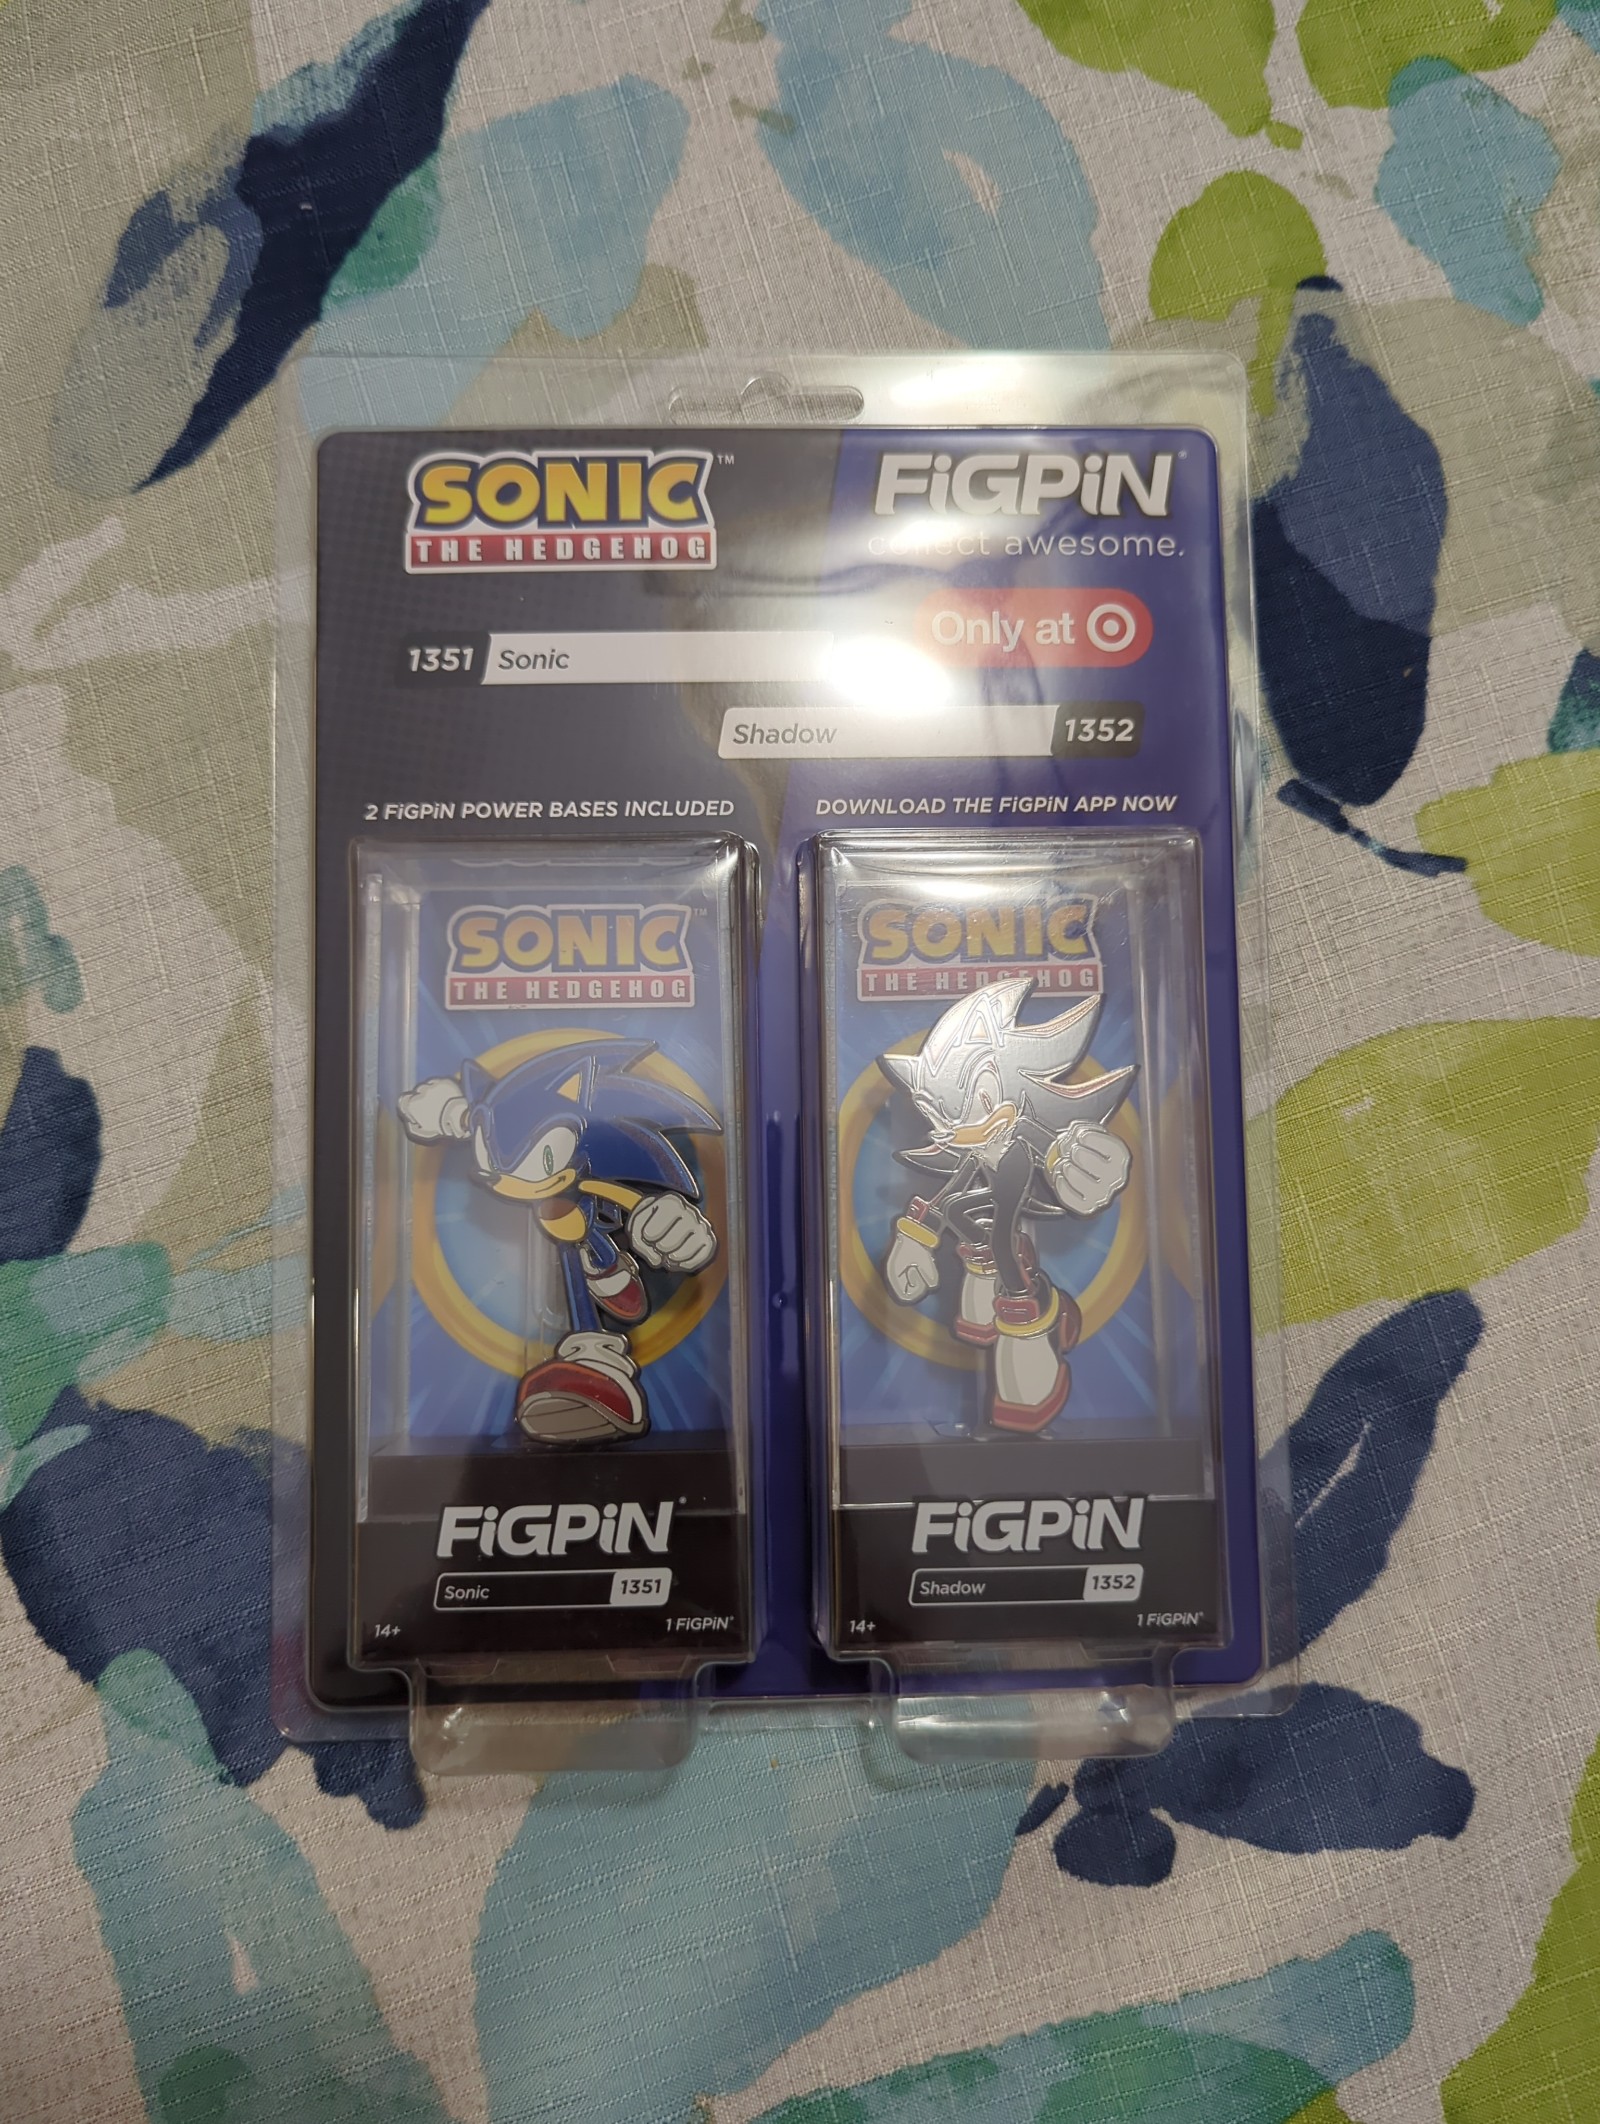 SONIC™
THE HEDGEHOG
FiGPiN®
collect awesome.
Only at
1351 Sonic
Shadow 1352
2 FiGPiN POWER BASES INCLUDED
DOWNLOAD THE FiGPiN APP NOW
SONIC™
THE HEDGEHOG
SONIC
THE HEDGEHOG
FiGPiN®
Sonic 1351
14+ 1 FiGPiN®
FiGPiN
Shadow 1352
14+ 1 FiGPiN®